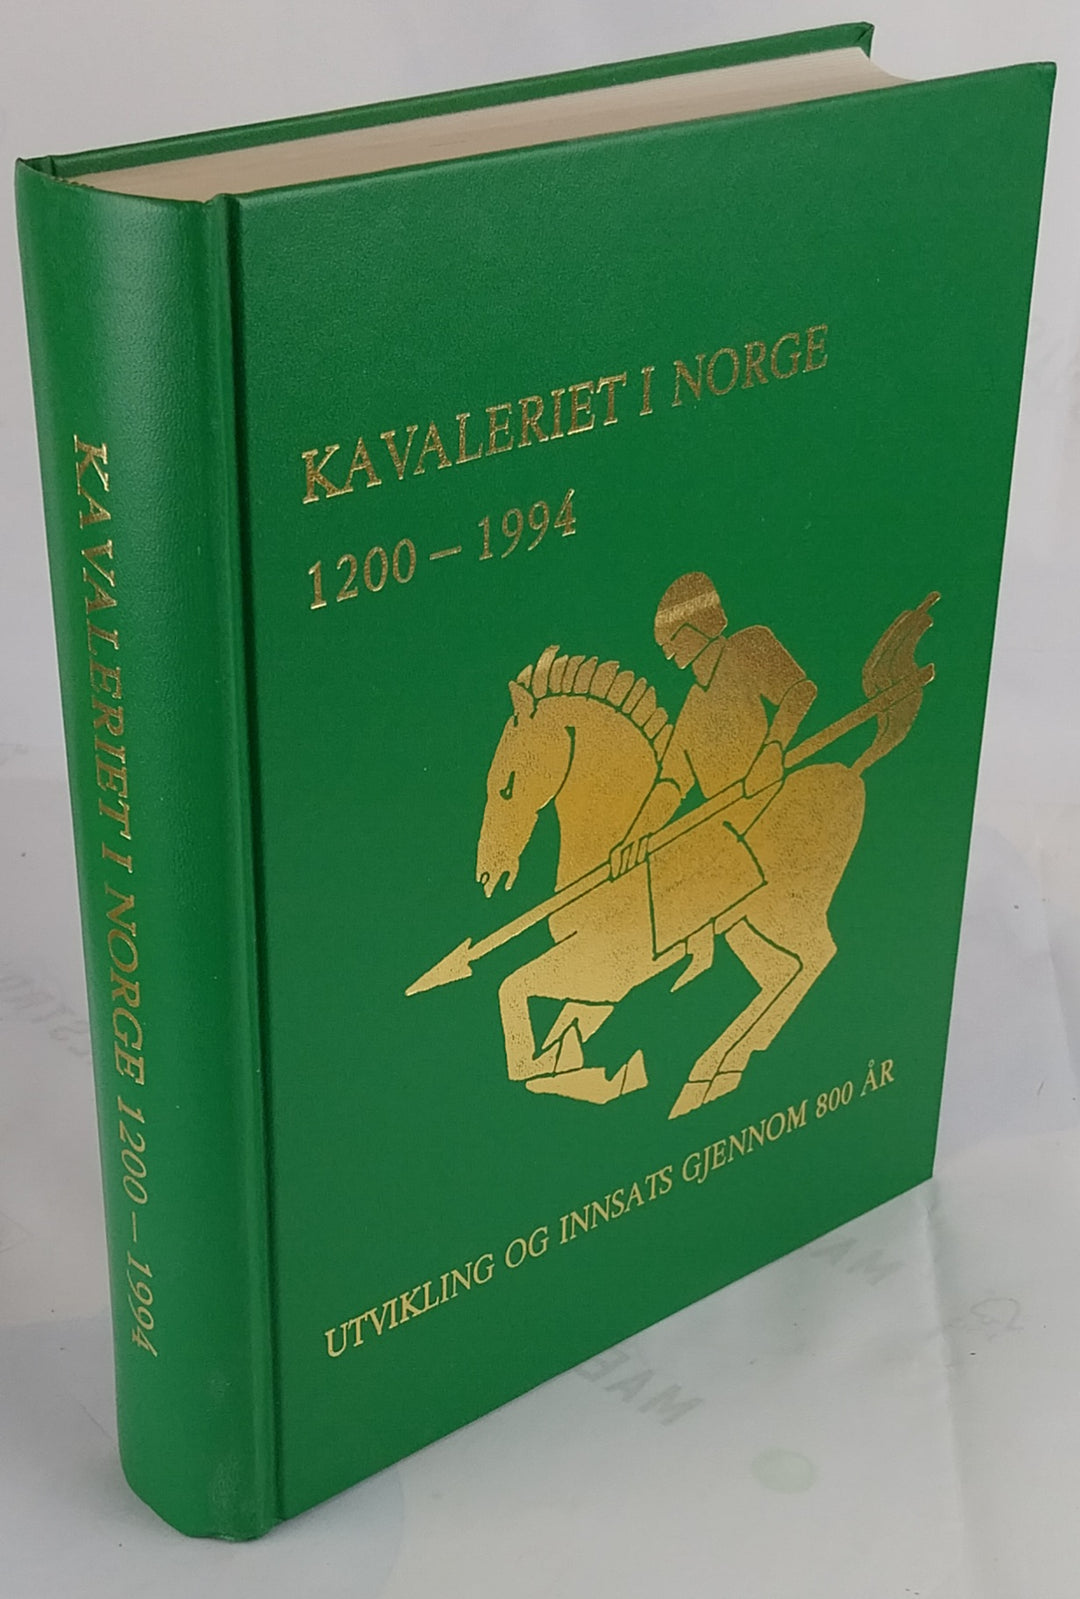 KAVALERIET I NORGE 1200 – 1994
KAVALERIET I NORGE
1200 – 1994
UTVIKLING OG INNSATS GJENNOM 800 ÅR